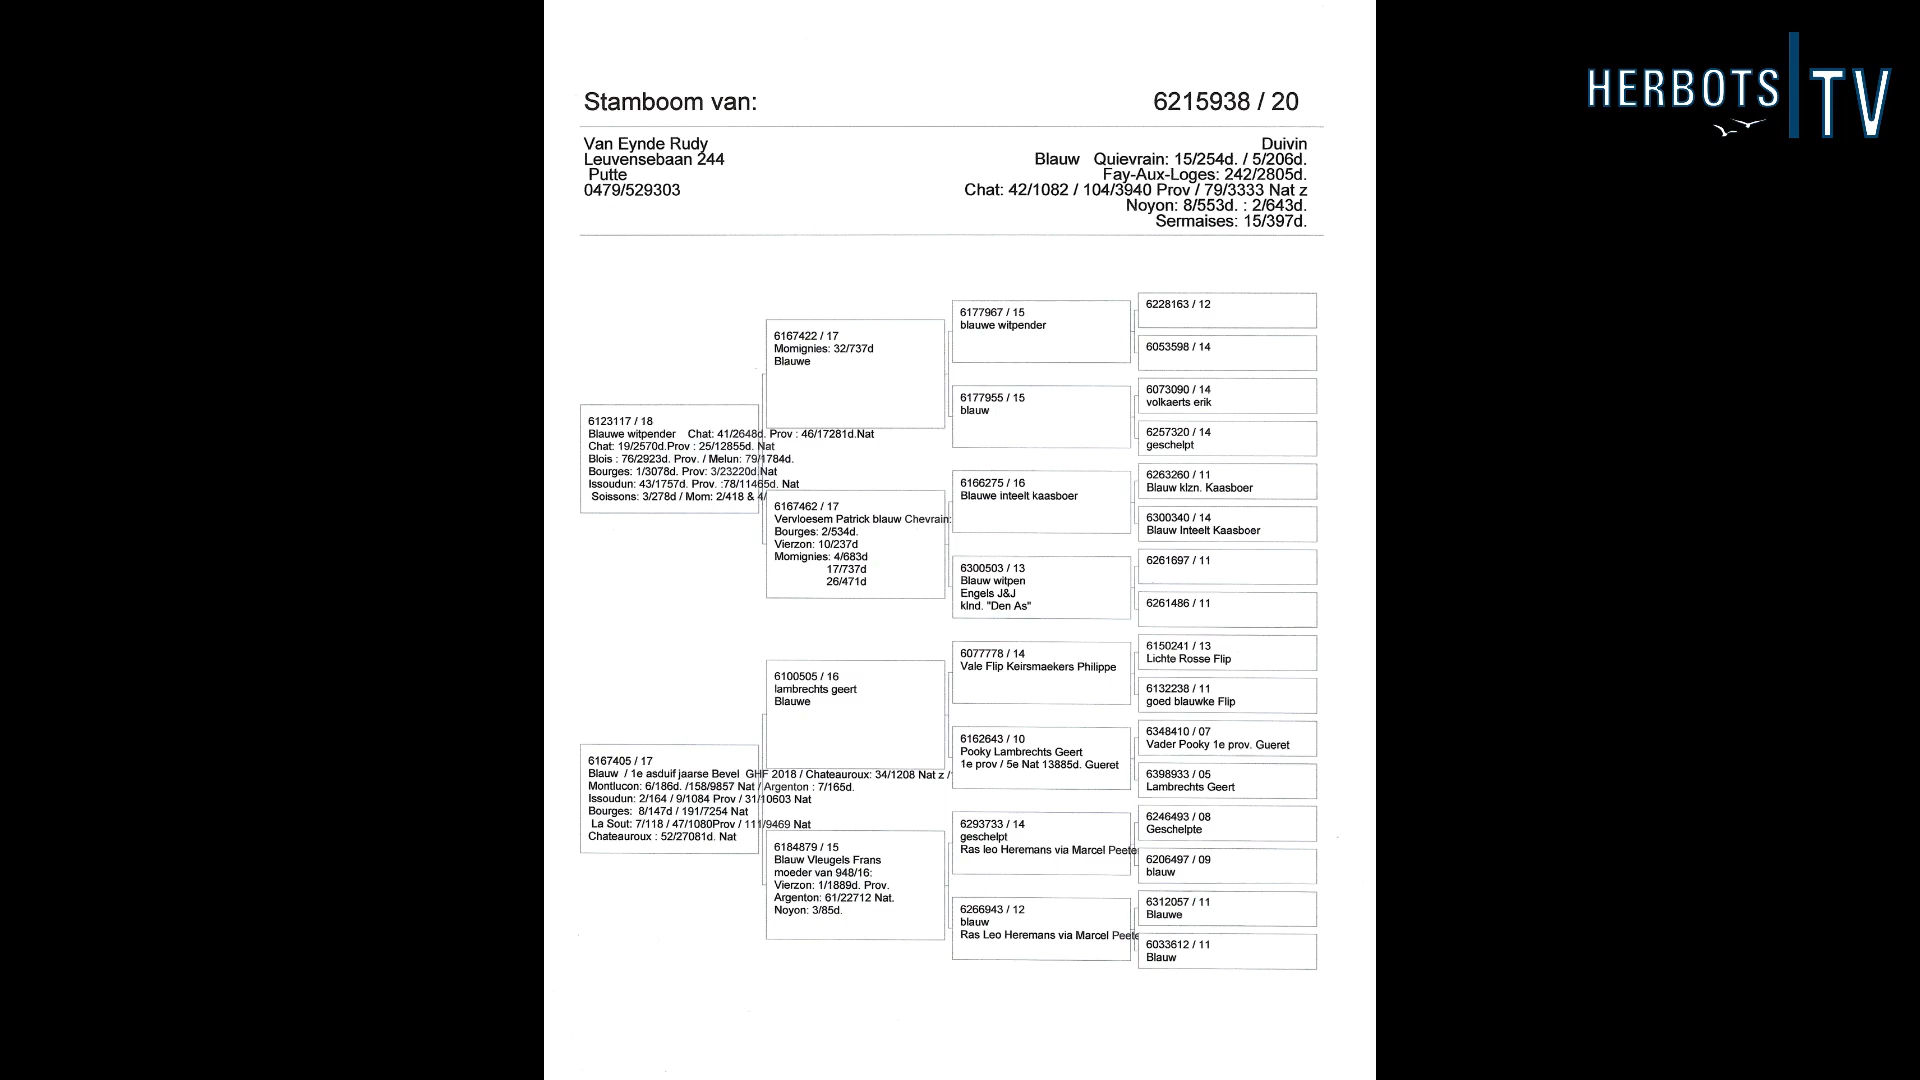 HERBOTS TV
Stamboom van:
6215938 / 20
Van Eynde Rudy
Leuvensebaan 244
Putte
0479/529303
Duivin
Blauw Quievrain: 15/254d. / 5/206d.
Fay-Aux-Loges: 242/2805d.
Chat: 42/1082 / 104/3940 Prov / 79/3333 Nat z
Noyon: 8/553d. : 2/643d.
Sermaises: 15/397d.
6123117 / 18
Blauwe witpender Chat: 41/2648d. Prov : 46/17281d.Nat
Chat: 19/2570d.Prov : 25/12855d. Nat
Blois : 76/2923d. Prov. / Melun: 79/1784d.
Bourges: 1/3078d. Prov: 3/23220d.Nat
Issoudun: 43/1757d. Prov. :78/11465d. Nat
Soissons: 3/278d / Mom: 2/418 & 4/
6167405 / 17
Blauw / 1e asduif jaarse Bevel GHF 2018 / Chateauroux: 34/1208 Nat z /
Montlucon: 6/186d. /158/9857 Nat / Argenton : 7/165d.
Issoudun: 2/164 / 9/1084 Prov / 31/10603 Nat
Bourges: 8/147d / 191/7254 Nat
La Sout: 7/118 / 47/1080Prov / 111/9469 Nat
Chateauroux : 52/27081d. Nat
6167422 / 17
Momignies: 32/737d
Blauwe
6167462 / 17
Vervloesem Patrick blauw Chevrain:
Bourges: 2/534d.
Vierzon: 10/237d
Momignies: 4/683d
17/737d
26/471d
6100505 / 16
lambrechts geert
Blauwe
6184879 / 15
Blauw Vleugels Frans
moeder van 948/16:
Vierzon: 1/1889d. Prov.
Argenton: 61/22712 Nat.
Noyon: 3/85d.
6177967 / 15
blauwe witpender
6177955 / 15
blauw
6166275 / 16
Blauwe inteelt kaasboer
6300503 / 13
Blauw witpen
Engels J&J
klnd. "Den As"
6077778 / 14
Vale Flip Keirsmaekers Philippe
6162643 / 10
Pooky Lambrechts Geert
1e prov / 5e Nat 13885d. Gueret
6293733 / 14
geschelpt
Ras leo Heremans via Marcel Peete
6266943 / 12
blauw
Ras Leo Heremans via Marcel Peete
6228163 / 12
6053598 / 14
6073090 / 14
volkaerts erik
6257320 / 14
geschelpt
6263260 / 11
Blauw klzn. Kaasboer
6300340 / 14
Blauw Inteelt Kaasboer
6261697 / 11
6261486 / 11
6150241 / 13
Lichte Rosse Flip
6132238 / 11
goed blauwke Flip
6348410 / 07
Vader Pooky 1e prov. Gueret
6398933 / 05
Lambrechts Geert
6246493 / 08
Geschelpte
6206497 / 09
blauw
6312057 / 11
Blauwe
6033612 / 11
Blauw